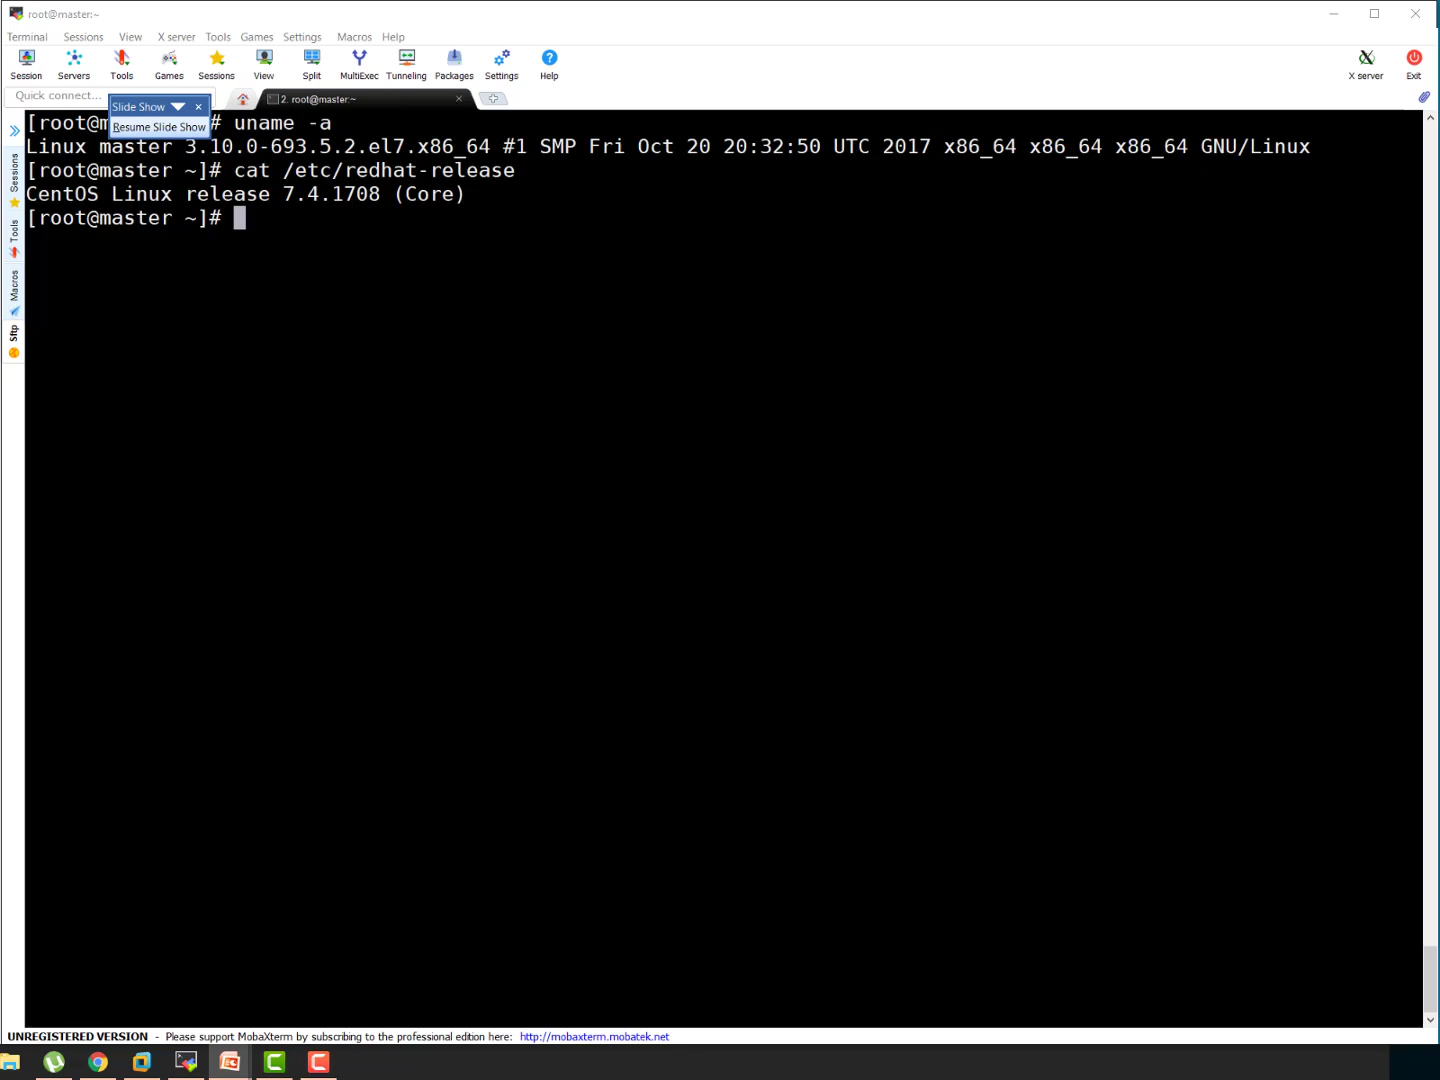 root@master:~
Terminal Sessions View X server Tools Games Settings Macros Help
Session Servers Tools Games Sessions View Split MultiExec Tunneling Packages Settings Help X server Exit
Quick connect...
2. root@master:~
Slide Show
Resume Slide Show
[root@m # uname -a
Linux master 3.10.0-693.5.2.el7.x86_64 #1 SMP Fri Oct 20 20:32:50 UTC 2017 x86_64 x86_64 x86_64 GNU/Linux
[root@master ~]# cat /etc/redhat-release
CentOS Linux release 7.4.1708 (Core)
[root@master ~]#
Sessions
Tools
Macros
Sftp
UNREGISTERED VERSION - Please support MobaXterm by subscribing to the professional edition here: http://mobaxterm.mobatek.net